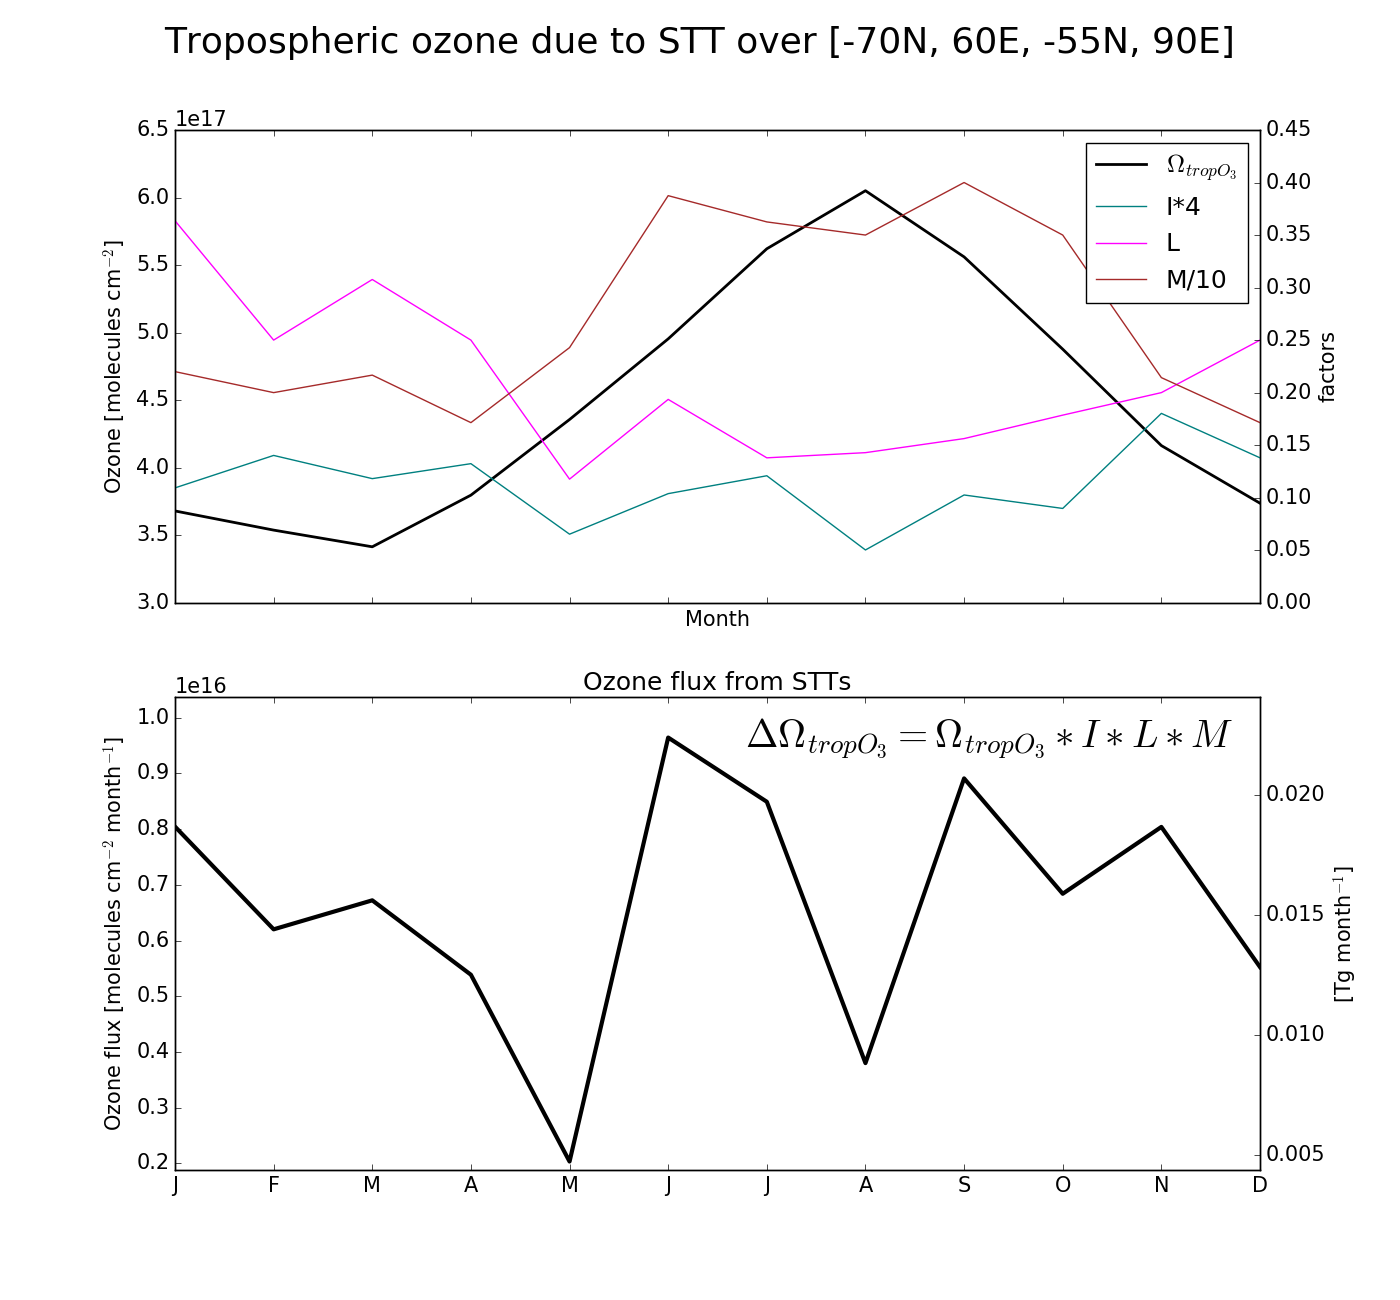 Tropospheric ozone due to STT over [-70N, 60E, -55N, 90E]
1e17
6.5
6.0
5.5
5.0
4.5
4.0
3.5
3.0
Ozone [molecules cm⁻²]
0.45
0.40
0.35
0.30
0.25
0.20
0.15
0.10
0.05
0.00
factors
Ω_tropO₃
I*4
L
M/10
Month
Ozone flux from STTs
1e16
1.0
0.9
0.8
0.7
0.6
0.5
0.4
0.3
0.2
Ozone flux [molecules cm⁻² month⁻¹]
ΔΩ_tropO₃ = Ω_tropO₃ ∗ I ∗ L ∗ M
0.020
0.015
0.010
0.005
[Tg month⁻¹]
J F M A M J J A S O N D